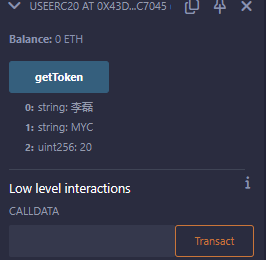 USEERC20 AT 0X43D...C7045 (
Balance: 0 ETH
getToken
0: string: 李磊
1: string: MYC
2: uint256: 20
Low level interactions
i
CALLDATA
Transact